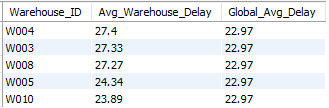 Warehouse_ID Avg_Warehouse_Delay Global_Avg_Delay
W004 27.4 22.97
W003 27.33 22.97
W008 27.27 22.97
W005 24.34 22.97
W010 23.89 22.97